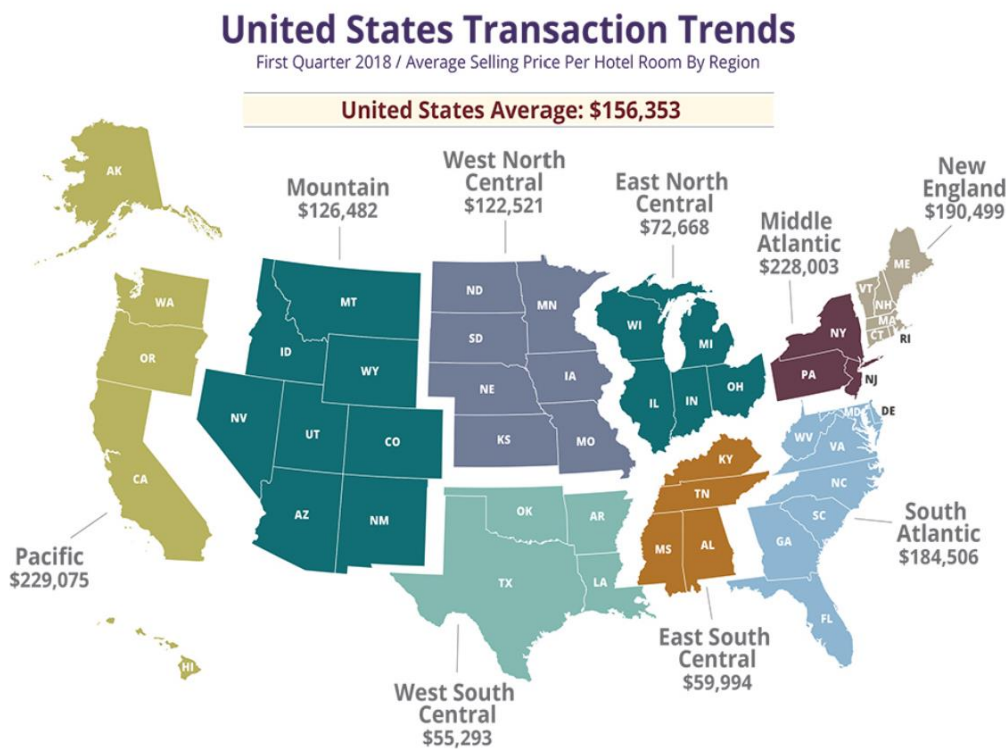 United States Transaction Trends
First Quarter 2018 / Average Selling Price Per Hotel Room By Region
United States Average: $156,353
AK
Mountain
$126,482
West North
Central
$122,521
East North
Central
$72,668
Middle
Atlantic
$228,003
New
England
$190,499
WA
OR
CA
Pacific
$229,075
HI
MT
ID
WY
NV
UT
CO
AZ
NM
ND
MN
SD
NE
IA
KS
MO
WI
MI
IL
IN
OH
NY
PA
NJ
ME
VT
NH
MA
CT
RI
DE
MD
WV
VA
NC
SC
GA
FL
South
Atlantic
$184,506
KY
TN
MS
AL
East South
Central
$59,994
OK
AR
TX
LA
West South
Central
$55,293